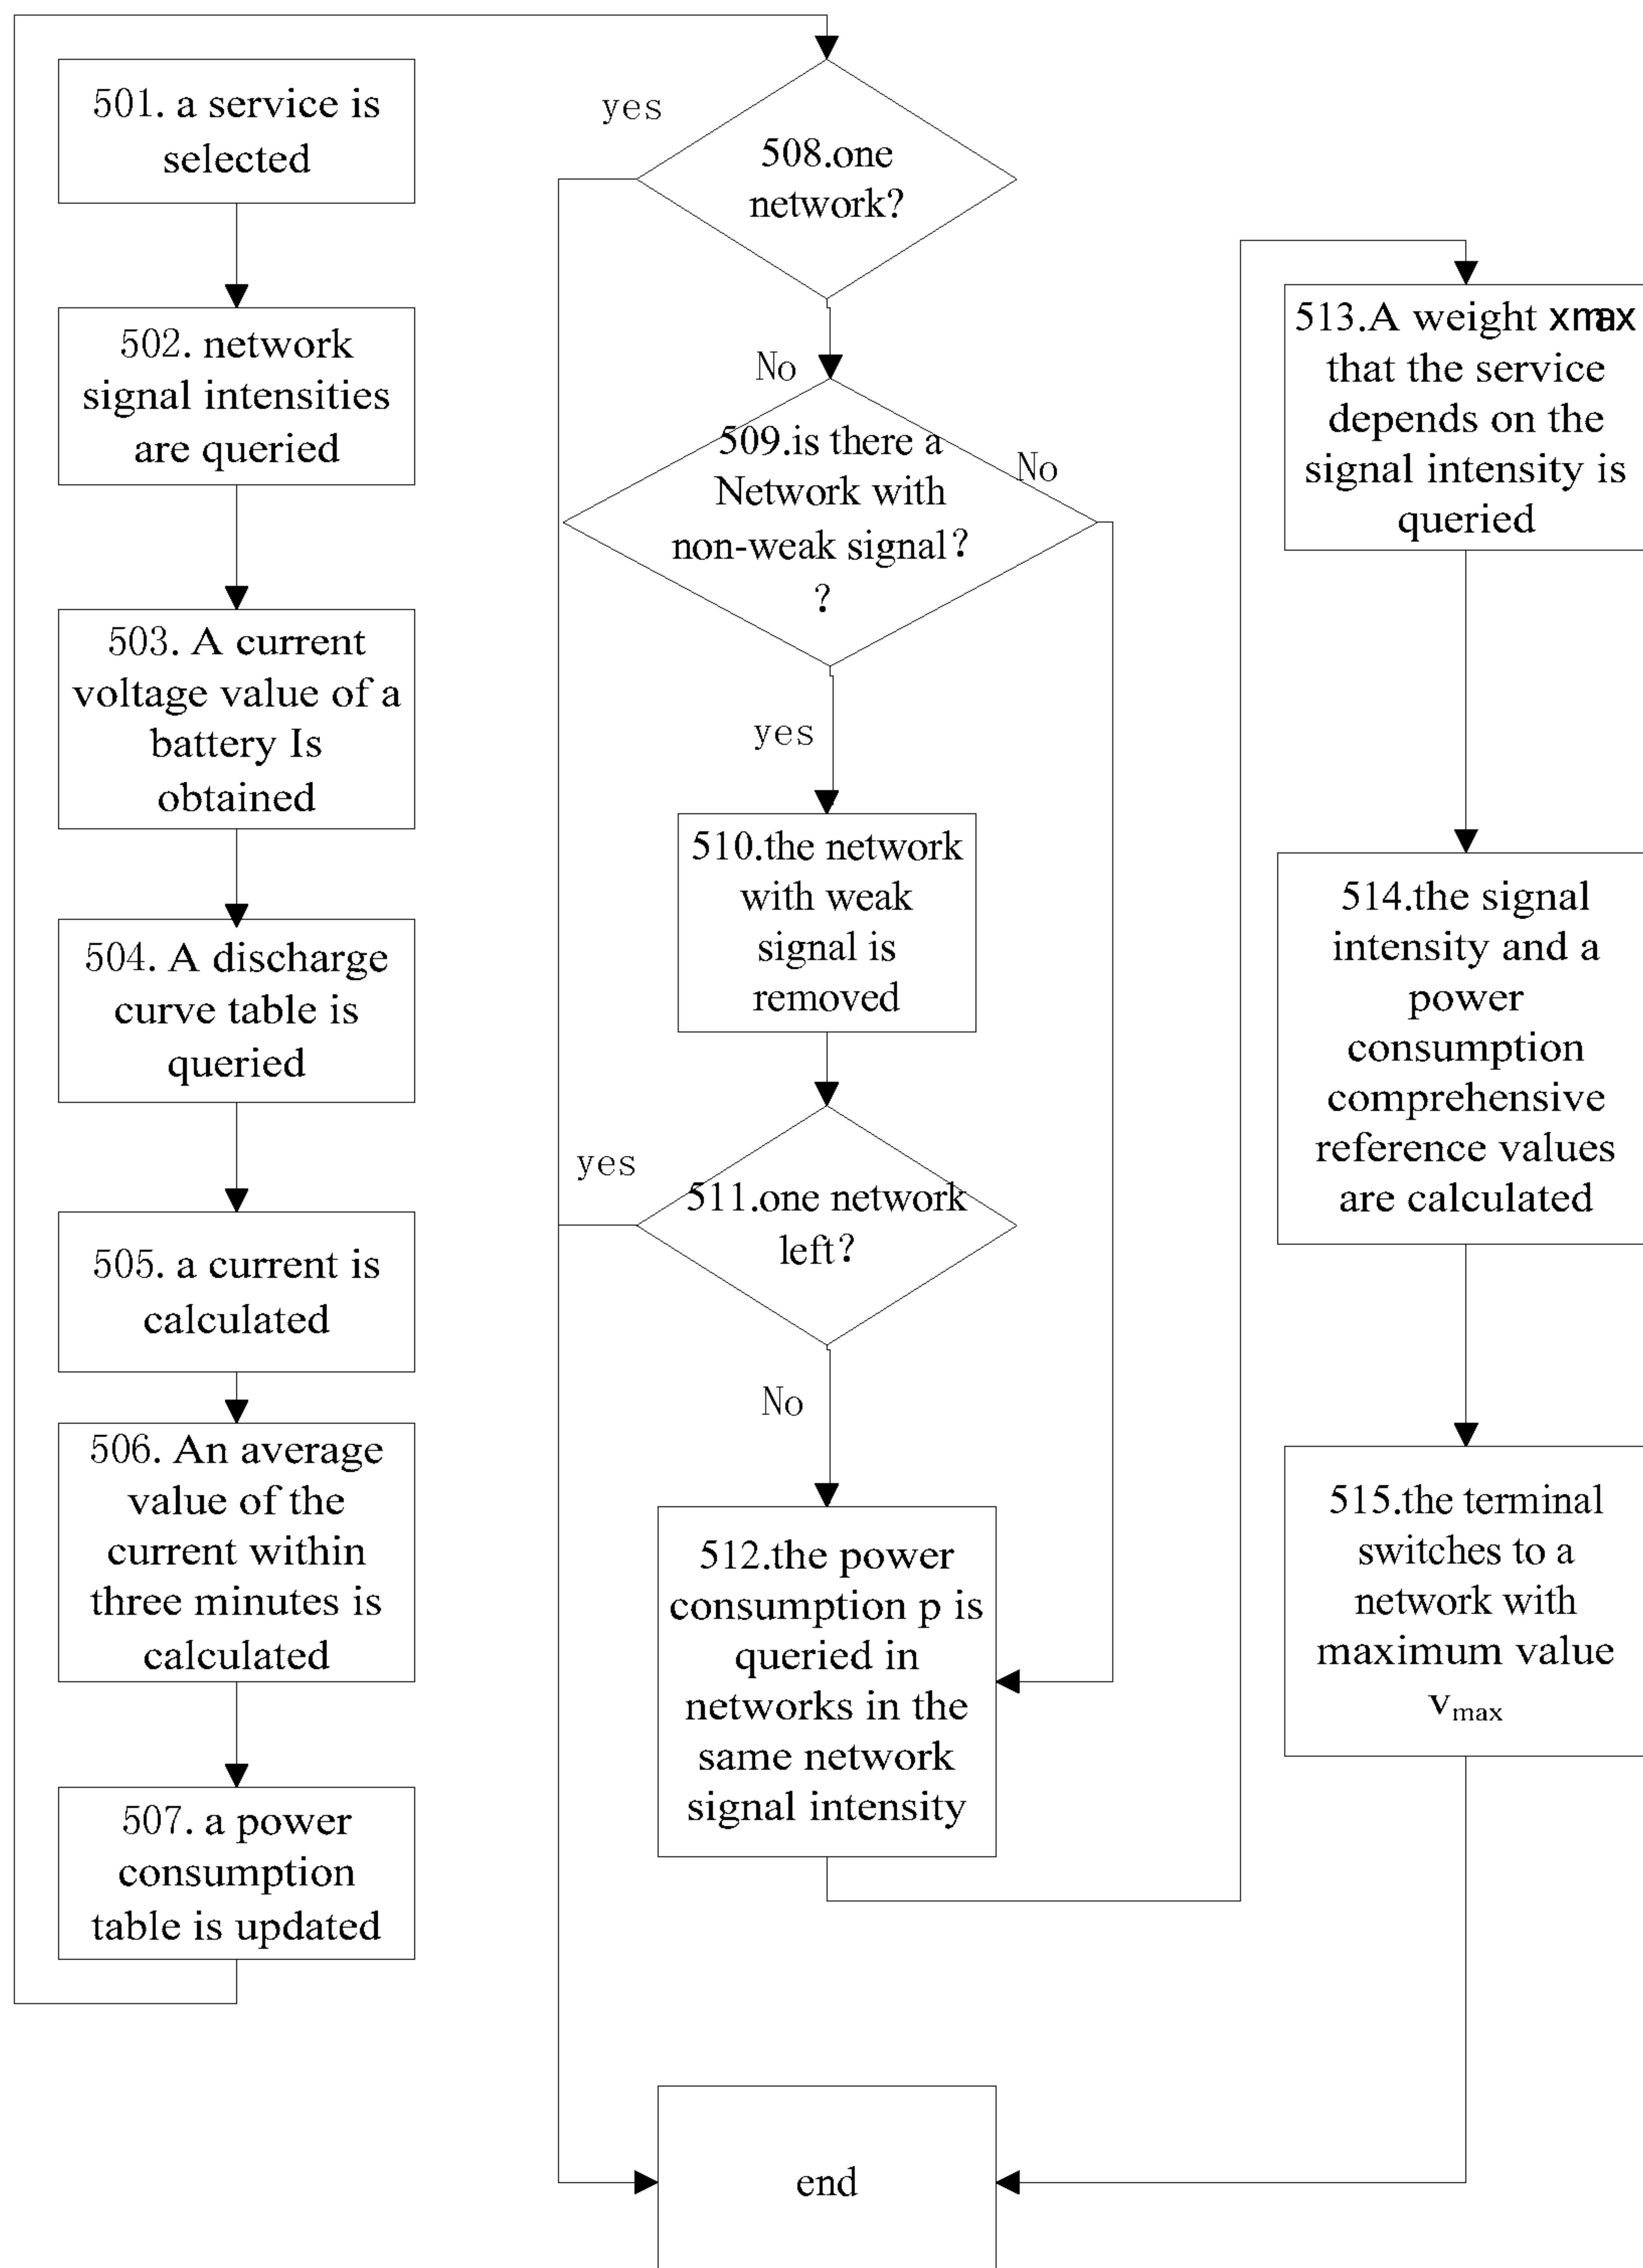 501. a service is
selected
502. network
signal intensities
are queried
503. A current
voltage value of a
battery Is
obtained
504. A discharge
curve table is
queried
505. a current is
calculated
506. An average
value of the
current within
three minutes is
calculated
507. a power
consumption
table is updated
yes
508.one
network?
No
509.is there a
Network with
non-weak signal?
?
No
yes
510.the network
with weak
signal is
removed
yes
511.one network
left?
No
512.the power
consumption p is
queried in
networks in the
same network
signal intensity
513.A weight xmax
that the service
depends on the
signal intensity is
queried
514.the signal
intensity and a
power
consumption
comprehensive
reference values
are calculated
515.the terminal
switches to a
network with
maximum value
vmax
end